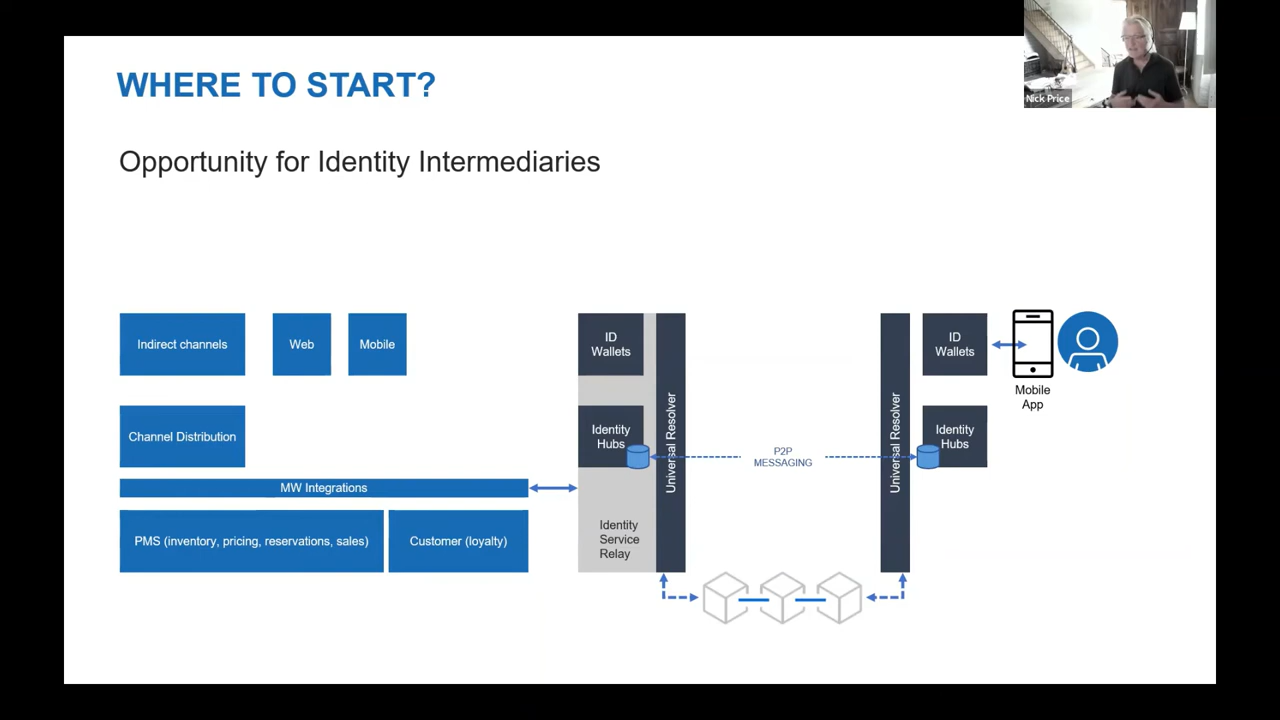 WHERE TO START?
Nick Price
Opportunity for Identity Intermediaries
Indirect channels
Web
Mobile
ID
Wallets
Universal Resolver
Universal Resolver
ID
Wallets
Mobile
App
Channel Distribution
Identity
Hubs
P2P
MESSAGING
Identity
Hubs
MW Integrations
PMS (inventory, pricing, reservations, sales)
Customer (loyalty)
Identity
Service
Relay